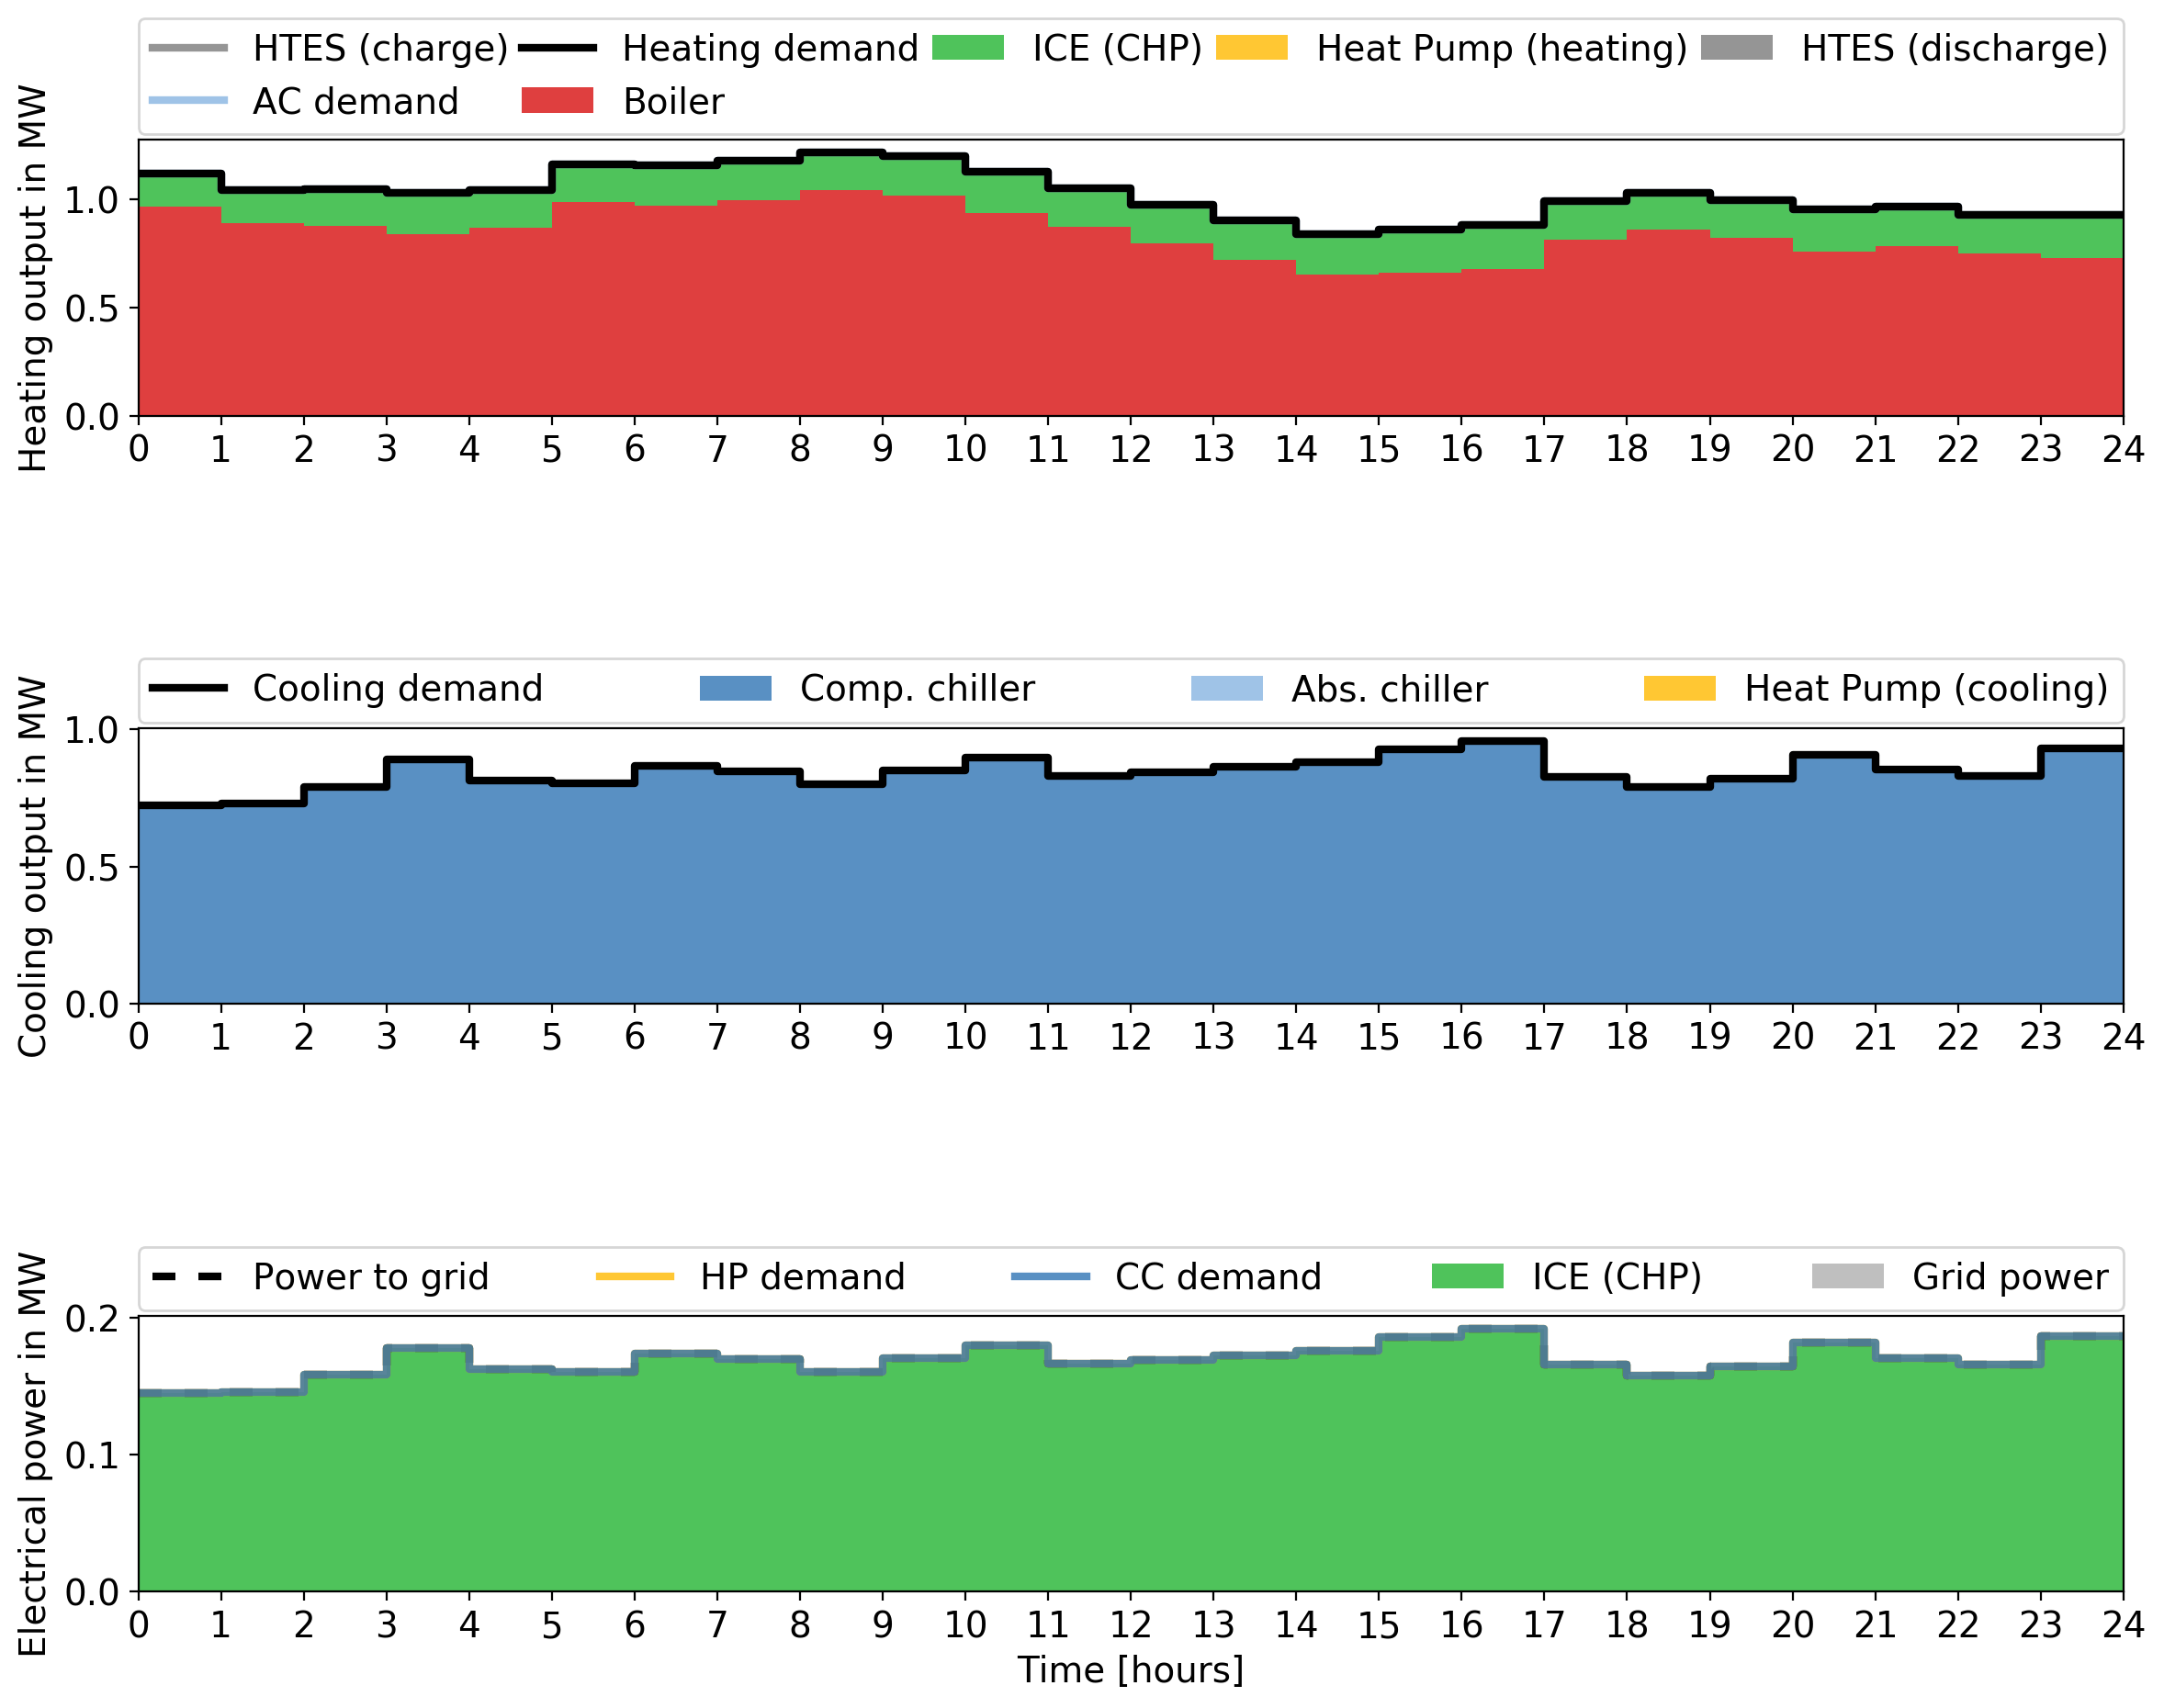 HTES (charge) Heating demand ICE (CHP) Heat Pump (heating) HTES (discharge)
AC demand Boiler
Heating output in MW
1.0
0.5
0.0
0 1 2 3 4 5 6 7 8 9 10 11 12 13 14 15 16 17 18 19 20 21 22 23 24
Cooling demand Comp. chiller Abs. chiller Heat Pump (cooling)
Cooling output in MW
1.0
0.5
0.0
0 1 2 3 4 5 6 7 8 9 10 11 12 13 14 15 16 17 18 19 20 21 22 23 24
Power to grid HP demand CC demand ICE (CHP) Grid power
Electrical power in MW
0.2
0.1
0.0
0 1 2 3 4 5 6 7 8 9 10 11 12 13 14 15 16 17 18 19 20 21 22 23 24
Time [hours]